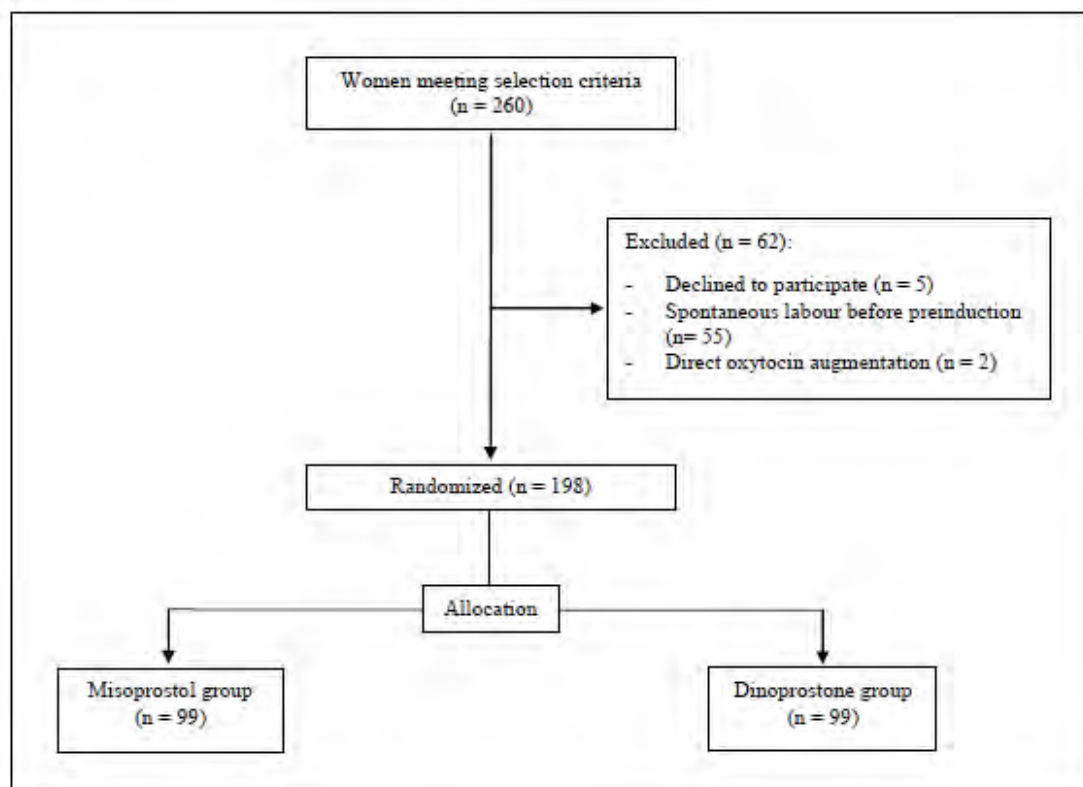 Women meeting selection criteria
(n = 260)
Excluded (n = 62):
- Declined to participate (n = 5)
- Spontaneous labour before preinduction
(n= 55)
- Direct oxytocin augmentation (n = 2)
Randomized (n = 198)
Allocation
Misoprostol group
(n = 99)
Dinoprostone group
(n = 99)